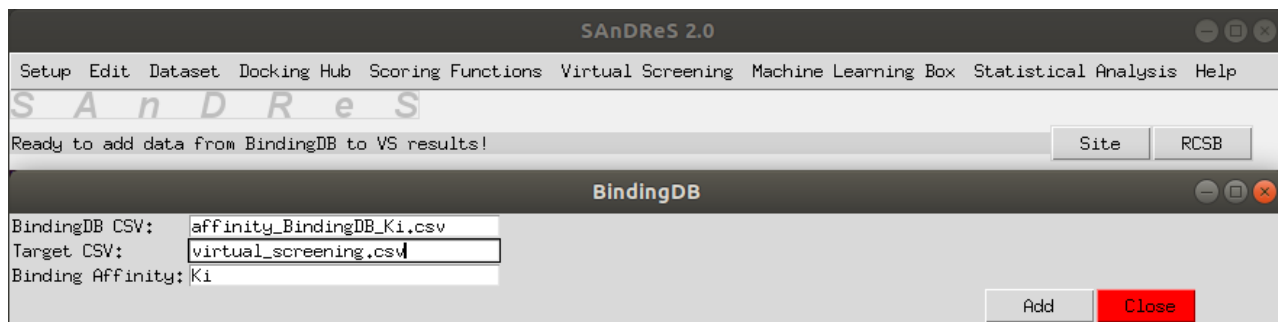 SAnDReS 2.0
Setup Edit Dataset Docking Hub Scoring Functions Virtual Screening Machine Learning Box Statistical Analysis Help
S A n D R e S
Ready to add data from BindingDB to VS results! Site RCSB
BindingDB
BindingDB CSV: affinity_BindingDB_Ki.csv
Target CSV: virtual_screening.csv
Binding Affinity: Ki
Add Close